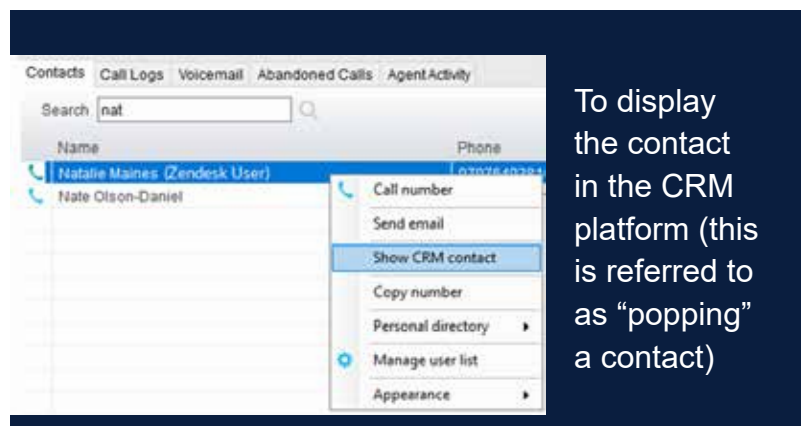 Contacts Call Logs Voicemail Abandoned Calls Agent Activity
Search nat
Name Phone
Natalie Maines (Zendesk User)
Nate Olson-Daniel
Call number
Send email
Show CRM contact
Copy number
Personal directory
Manage user list
Appearance
To display
the contact
in the CRM
platform (this
is referred to
as “popping”
a contact)